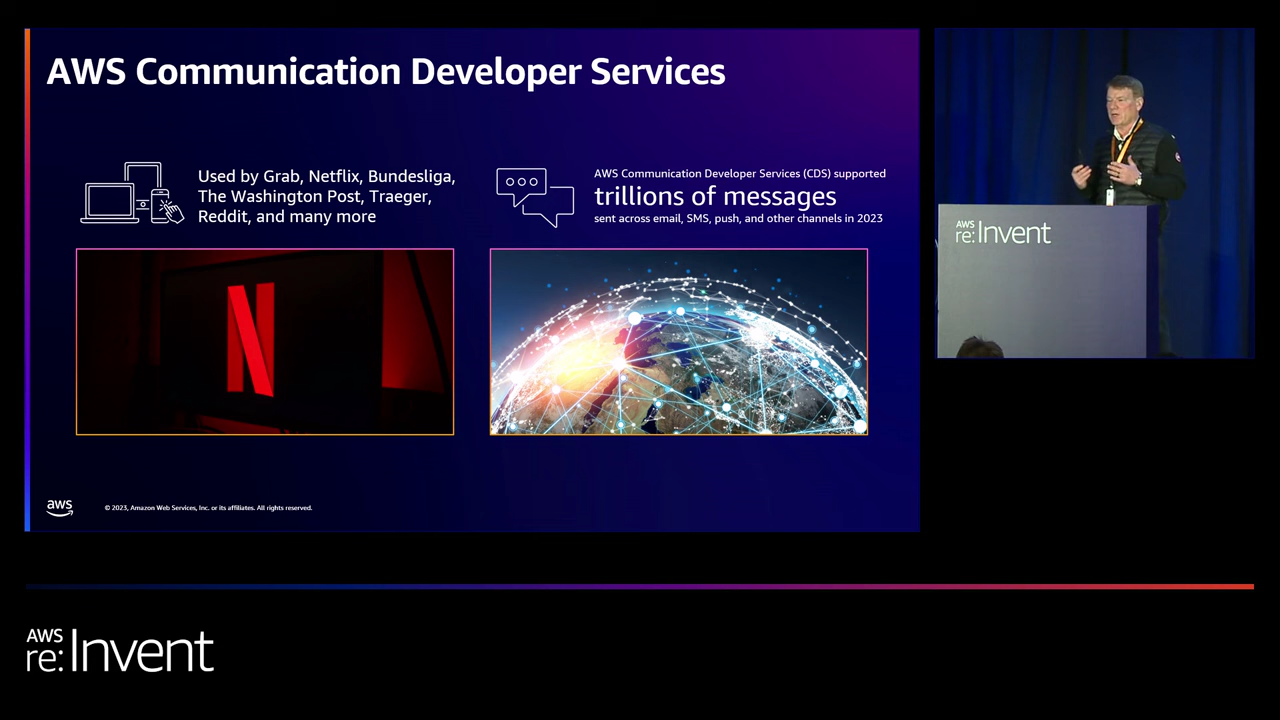 AWS Communication Developer Services
Used by Grab, Netflix, Bundesliga,
The Washington Post, Traeger,
Reddit, and many more
AWS Communication Developer Services (CDS) supported
trillions of messages
sent across email, SMS, push, and other channels in 2023
N
aws
© 2023, Amazon Web Services, Inc. or its affiliates. All rights reserved.
AWS
re:Invent
AWS
re:Invent